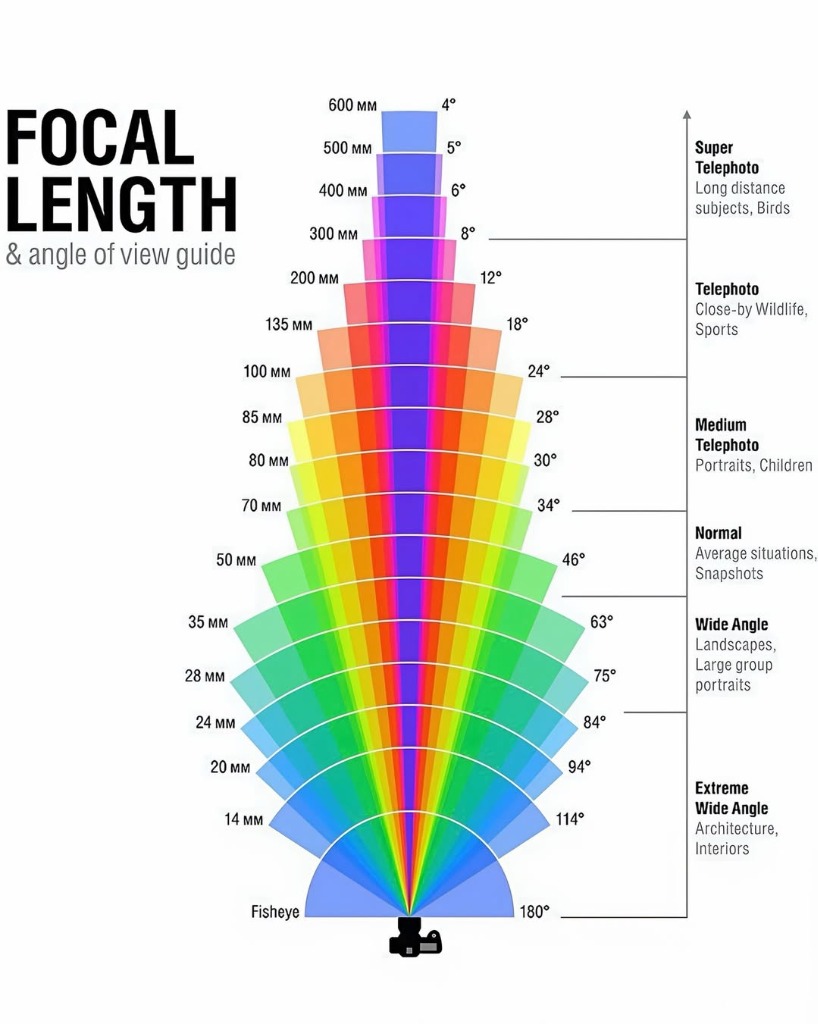 FOCAL
LENGTH
& angle of view guide
600 MM 4°
500 MM 5°
400 MM 6°
300 MM 8°
200 MM 12°
135 MM 18°
100 MM 24°
85 MM 28°
80 MM 30°
70 MM 34°
50 MM 46°
35 MM 63°
28 MM 75°
24 MM 84°
20 MM 94°
14 MM 114°
Fisheye 180°
Super
Telephoto
Long distance
subjects, Birds
Telephoto
Close-by Wildlife,
Sports
Medium
Telephoto
Portraits, Children
Normal
Average situations,
Snapshots
Wide Angle
Landscapes,
Large group
portraits
Extreme
Wide Angle
Architecture,
Interiors